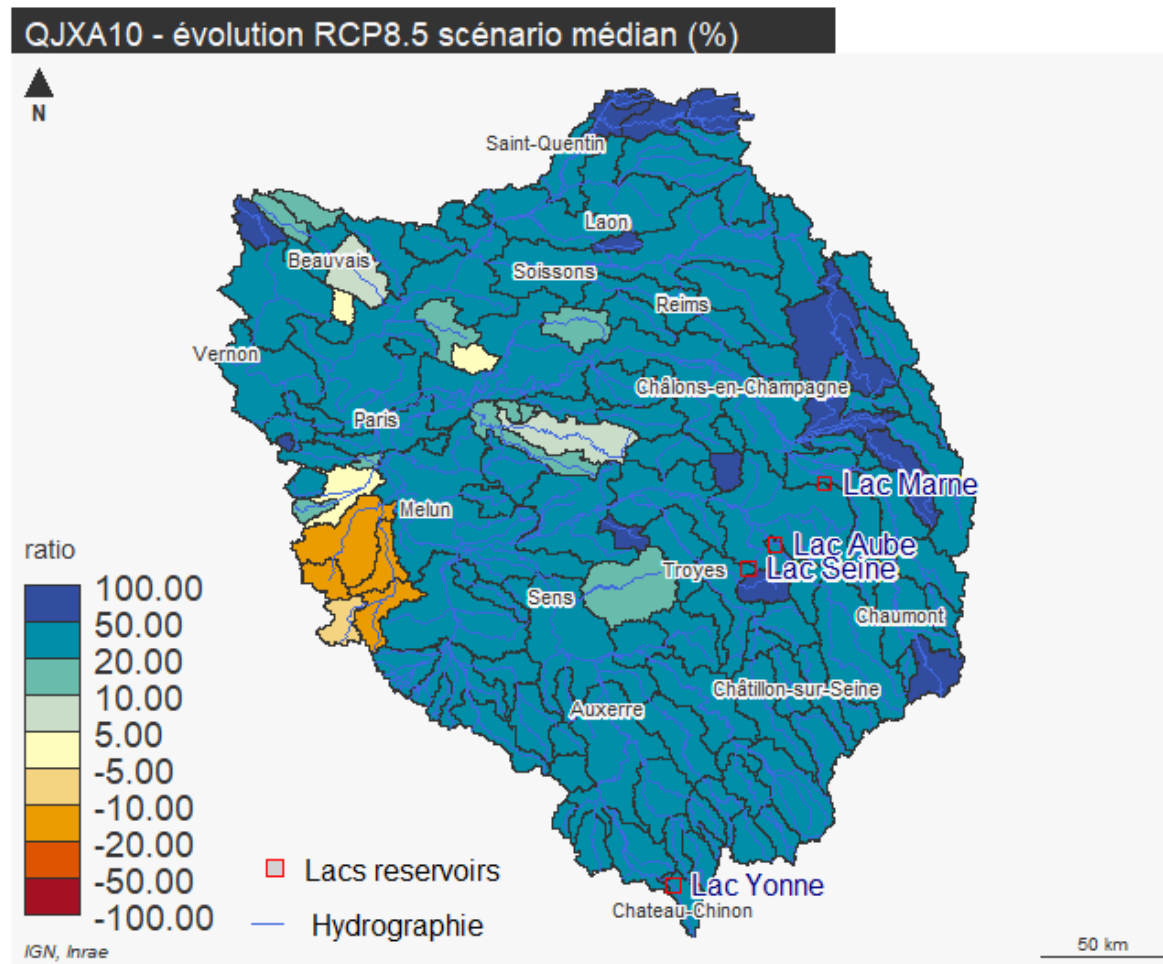 QJXA10 - évolution RCP8.5 scénario médian (%)
N
Saint-Quentin
Laon
Beauvais
Soissons
Reims
Vernon
Châlons-en-Champagne
Paris
Lac Marne
Melun
Lac Aube
Troyes
Lac Seine
Sens
Chaumont
Châtillon-sur-Seine
Auxerre
Lac Yonne
Chateau-Chinon
ratio
100.00
50.00
20.00
10.00
5.00
-5.00
-10.00
-20.00
-50.00
-100.00
Lacs reservoirs
Hydrographie
IGN, Inrae
50 km